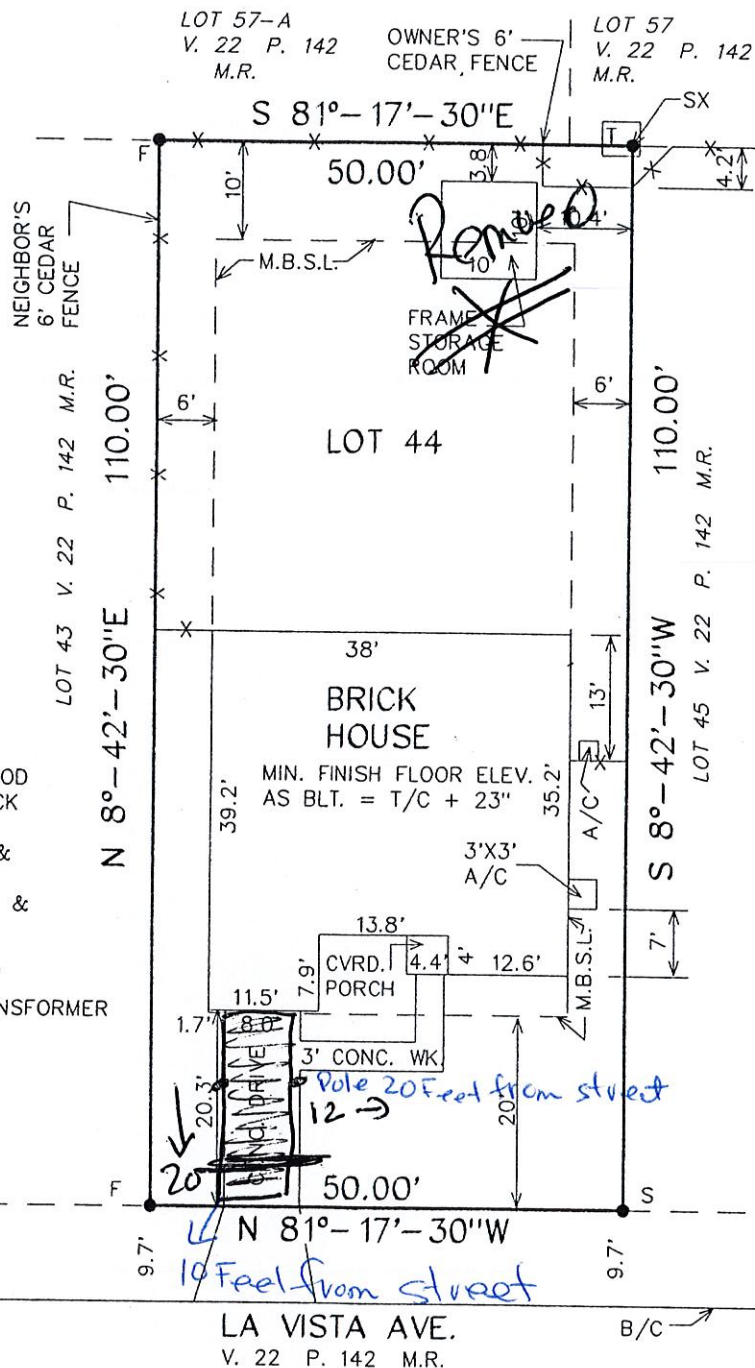 LOT 57-A
V. 22 P. 142
M.R.
OWNER'S 6'
CEDAR FENCE
LOT 57
V. 22 P. 142
M.R.
SX
T
S 81°-17'-30"E
F
50.00'
3.8
4.2'
10'
NEIGHBOR'S
6' CEDAR
FENCE
M.B.S.L.
Remove
10
4'
FRAME
STORAGE
ROOM
6'
6'
LOT 44
110.00'
110.00'
LOT 43 V. 22 P. 142 M.R.
LOT 45 V. 22 P. 142 M.R.
N 8°-42'-30"E
S 8°-42'-30"W
38'
BRICK
HOUSE
13'
MIN. FINISH FLOOR ELEV.
AS BLT. = T/C + 23"
39.2'
35.2'
A/C
OD
CK
&
&
NSFORMER
3'X3'
A/C
13.8'
7.9'
CVRD.
PORCH
4.4'
4'
12.6'
M.B.S.L.
7'
11.5'
1.7'
8.0'
3' CONC. WK.
CONC. DRIVE
Pole 20 Feet from street
20.3'
12
20'
20
F
50.00'
S
N 81°-17'-30"W
9.7'
9.7'
10 Feet from street
LA VISTA AVE.
B/C
V. 22 P. 142 M.R.